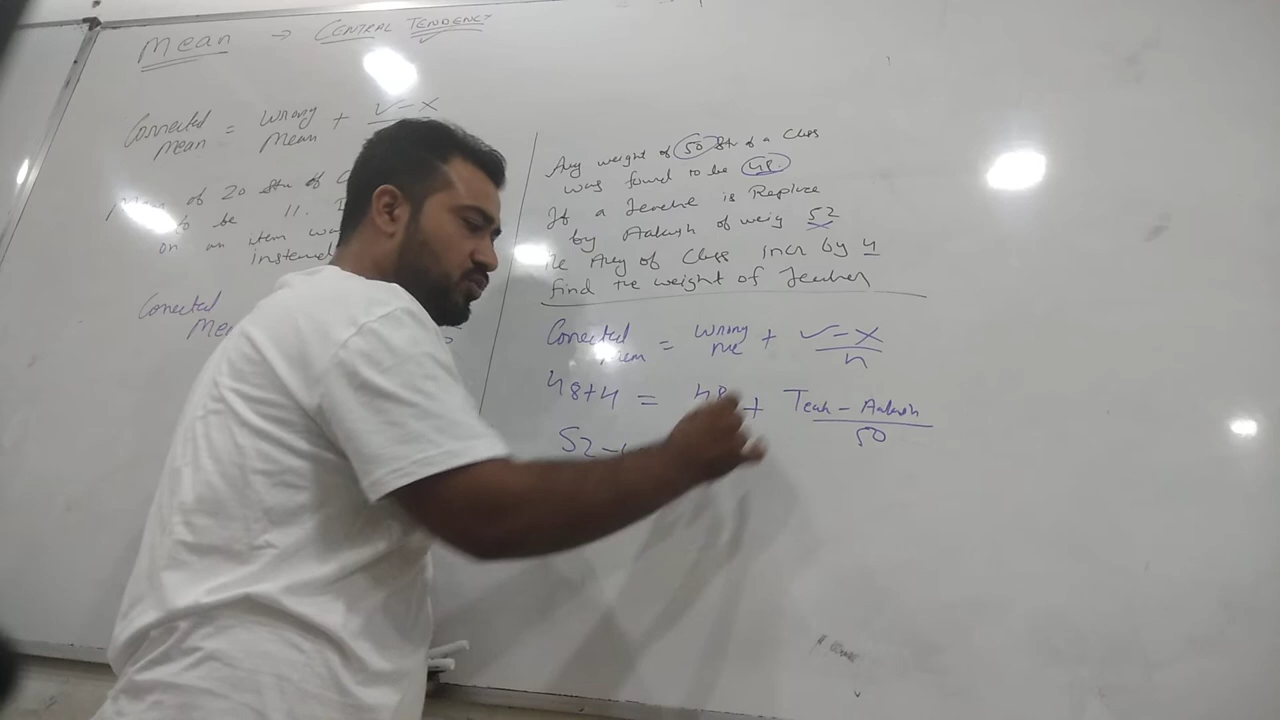 Mean → CENTRAL TENDENCY
Corrected mean = wrong mean + ✓ - X
Mean of 20 Stu of
to be 11.
on an item wa
instead
Corrected
Me
Avg weight of 50 Stu of a Class
was found to be 48.
If a Teache is Replace
by Aakash of weig 52
the Avg of Class incr by 4
find the weight of Teacher
Corrected mean = wrong me + ✓ - X / n
48+4 = 48 + Teach - Aakash / 50
52 -